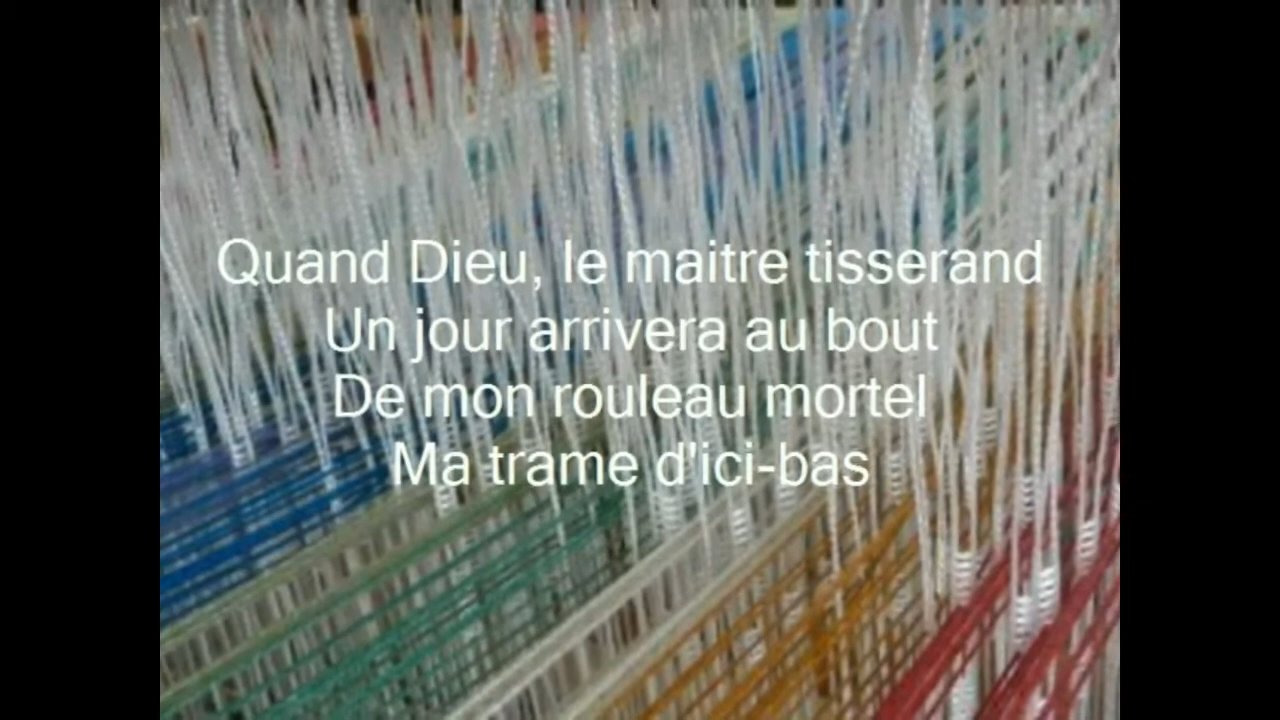 Quand Dieu, le maitre tisserand
Un jour arrivera au bout
De mon rouleau mortel
Ma trame d'ici-bas